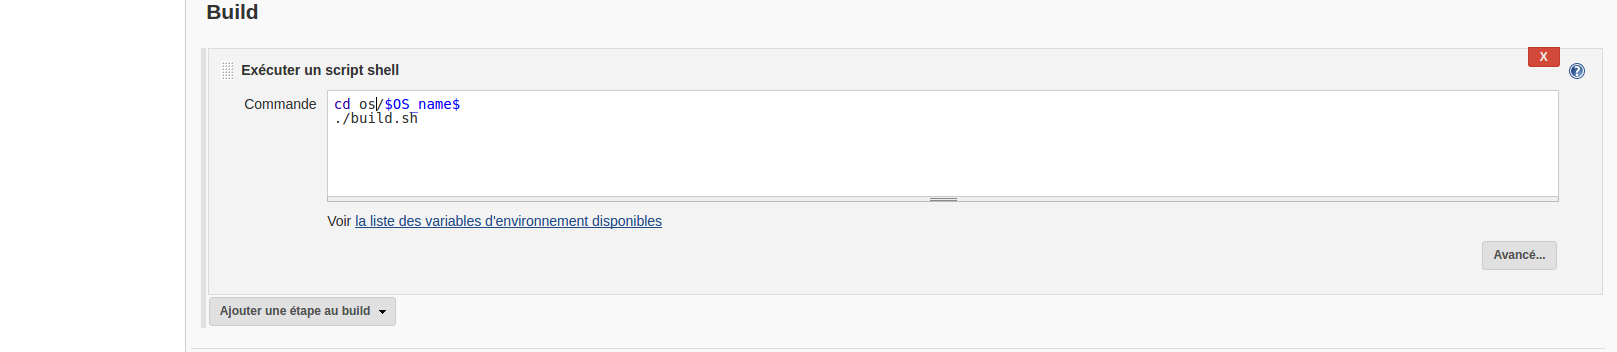 Build
X
Exécuter un script shell
Commande
cd os/$OS_name$
./build.sh
Voir la liste des variables d'environnement disponibles
Avancé...
Ajouter une étape au build